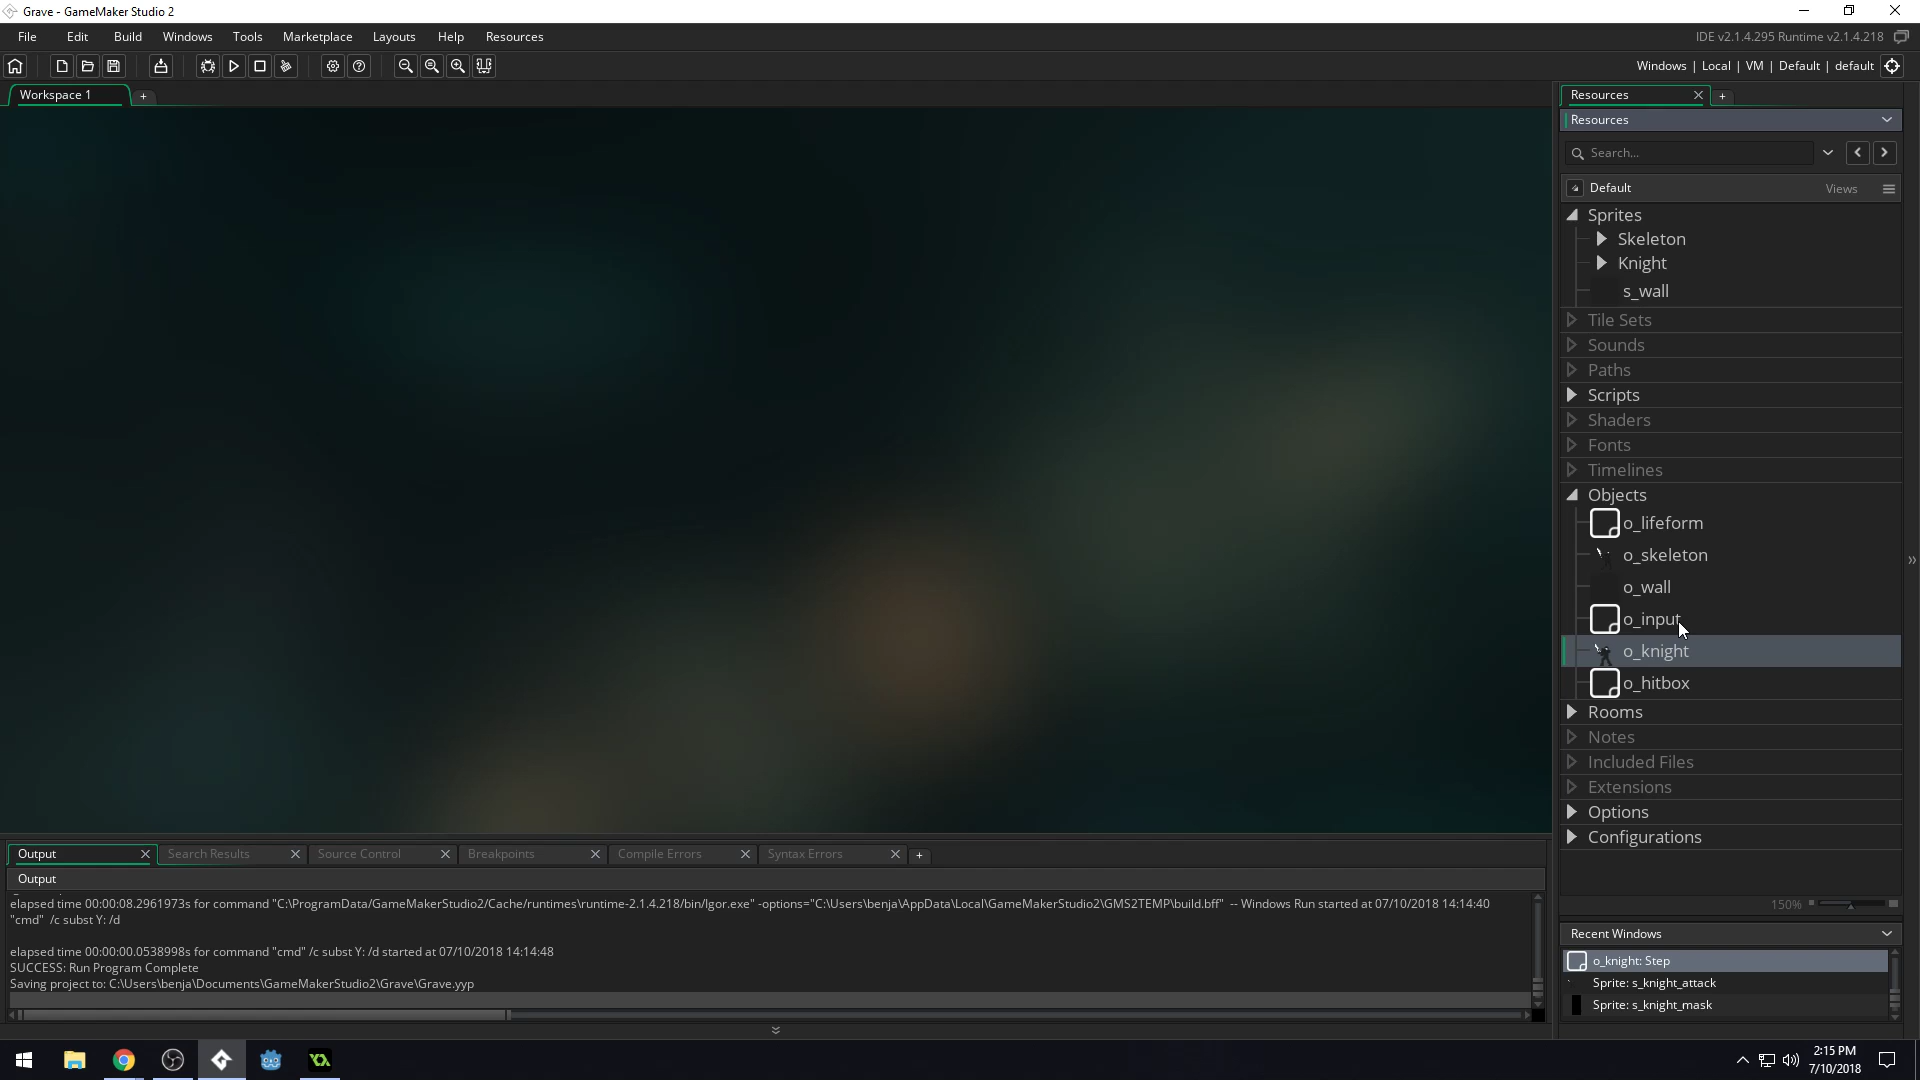 Grave - GameMaker Studio 2
File Edit Build Windows Tools Marketplace Layouts Help Resources
IDE v2.1.4.295 Runtime v2.1.4.218
Windows | Local | VM | Default | default
Workspace 1 +
Resources +
Resources
Search...
Default Views
Sprites
Skeleton
Knight
s_wall
Tile Sets
Sounds
Paths
Scripts
Shaders
Fonts
Timelines
Objects
o_lifeform
o_skeleton
o_wall
o_input
o_knight
o_hitbox
Rooms
Notes
Included Files
Extensions
Options
Configurations
150%
Recent Windows
o_knight: Step
Sprite: s_knight_attack
Sprite: s_knight_mask
Output Search Results Source Control Breakpoints Compile Errors Syntax Errors +
Output
elapsed time 00:00:08.2961973s for command "C:\ProgramData/GameMakerStudio2/Cache/runtimes\runtime-2.1.4.218/bin/Igor.exe" -options="C:\Users\benja\AppData\Local\GameMakerStudio2\GMS2TEMP\build.bff" -- Windows Run started at 07/10/2018 14:14:40
"cmd" /c subst Y: /d
elapsed time 00:00:00.0538998s for command "cmd" /c subst Y: /d started at 07/10/2018 14:14:48
SUCCESS: Run Program Complete
Saving project to: C:\Users\benja\Documents\GameMakerStudio2\Grave\Grave.yyp
2:15 PM
7/10/2018